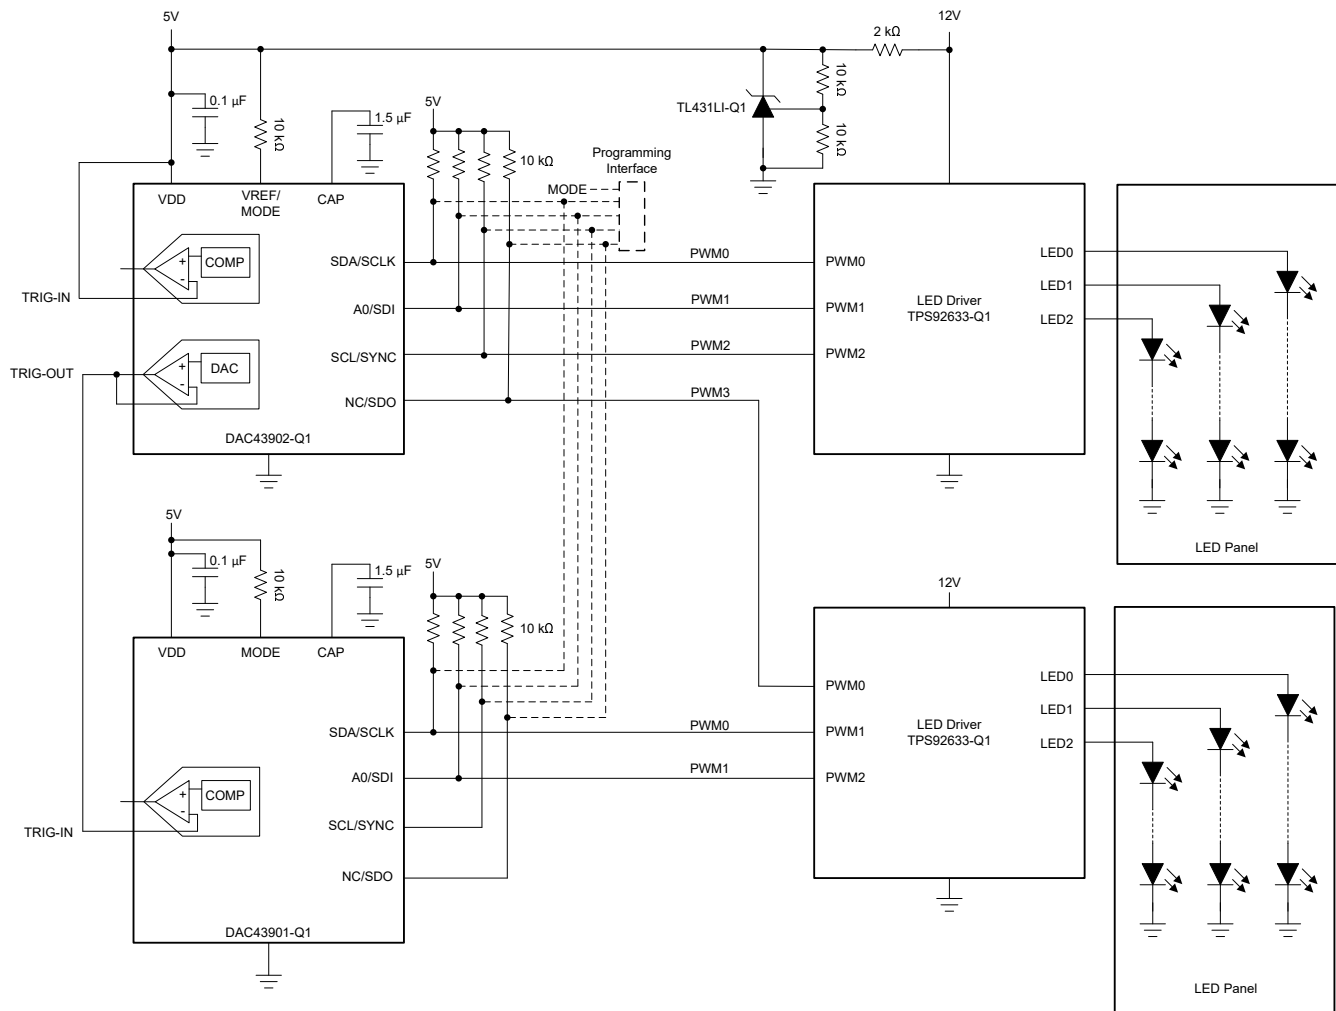 5V
12V
2 kΩ
0.1 µF
10 kΩ
1.5 µF
5V
10 kΩ
Programming
Interface
MODE
TL431LI-Q1
10 kΩ
10 kΩ
VDD
VREF/
MODE
CAP
COMP
+
-
TRIG-IN
SDA/SCLK
A0/SDI
SCL/SYNC
NC/SDO
DAC
+
-
TRIG-OUT
DAC43902-Q1
PWM0
PWM1
PWM2
PWM3
PWM0
PWM1
PWM2
LED Driver
TPS92633-Q1
LED0
LED1
LED2
LED Panel
5V
0.1 µF
10 kΩ
1.5 µF
5V
10 kΩ
VDD
MODE
CAP
SDA/SCLK
A0/SDI
SCL/SYNC
NC/SDO
COMP
+
-
TRIG-IN
DAC43901-Q1
PWM0
PWM1
12V
PWM0
PWM1
PWM2
LED Driver
TPS92633-Q1
LED0
LED1
LED2
LED Panel